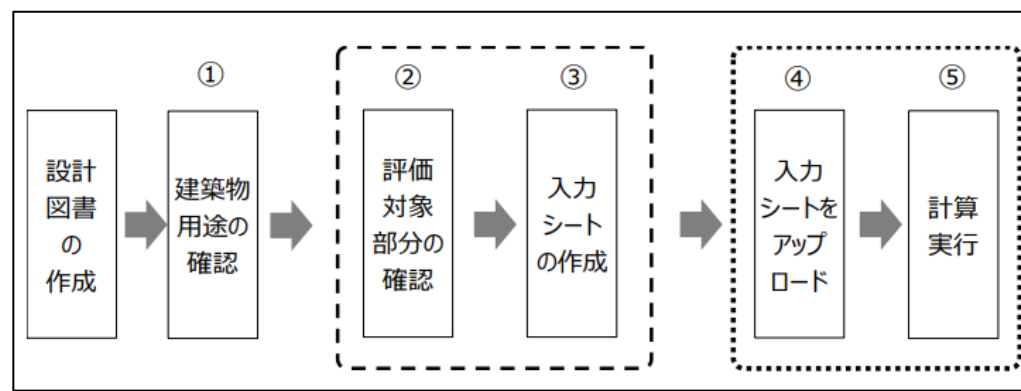 ①
②
③
④
⑤
設計
図書
の
作成
建築物
用途の
確認
評価
対象
部分の
確認
入力
シート
の作成
入力
シートを
アップ
ロード
計算
実行